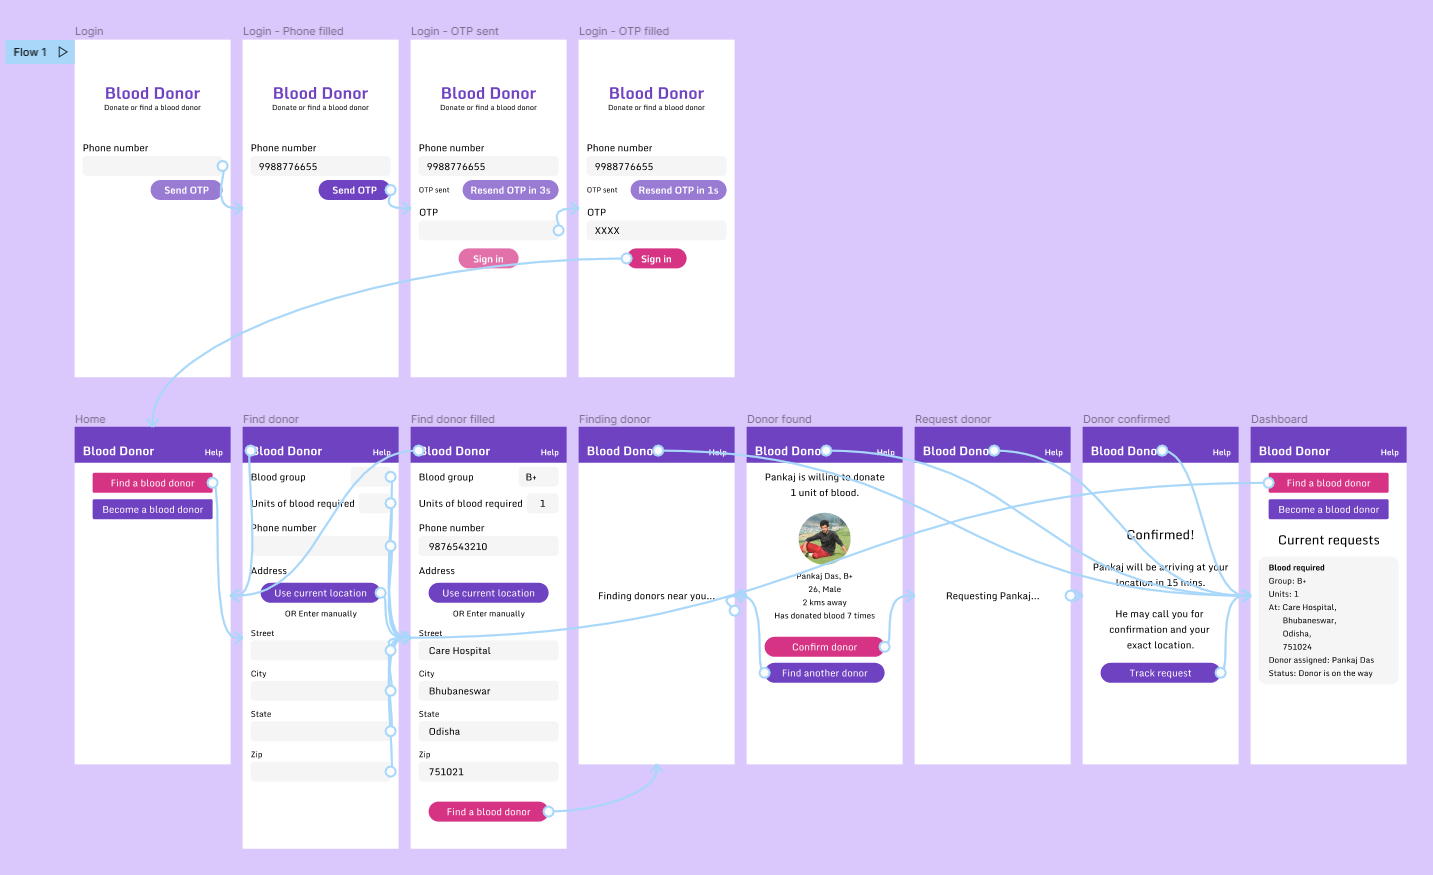 Flow 1
Login
Blood Donor
Donate or find a blood donor
Phone number
Send OTP
Login - Phone filled
Blood Donor
Donate or find a blood donor
Phone number
9988776655
Send OTP
Login - OTP sent
Blood Donor
Donate or find a blood donor
Phone number
9988776655
OTP sent
Resend OTP in 3s
OTP
Sign in
Login - OTP filled
Blood Donor
Donate or find a blood donor
Phone number
9988776655
OTP sent
Resend OTP in 1s
OTP
XXXX
Sign in
Home
Blood Donor
Help
Find a blood donor
Become a blood donor
Find donor
Blood Donor
Help
Blood group
Units of blood required
Phone number
Address
Use current location
OR Enter manually
Street
City
State
Zip
Find donor filled
Blood Donor
Help
Blood group
B+
Units of blood required
1
Phone number
9876543210
Address
Use current location
OR Enter manually
Street
Care Hospital
City
Bhubaneswar
State
Odisha
Zip
751021
Find a blood donor
Finding donor
Blood Donor
Help
Finding donors near you...
Donor found
Blood Donor
Help
Pankaj is willing to donate
1 unit of blood.
Pankaj Das, B+
26, Male
2 kms away
Has donated blood 7 times
Confirm donor
Find another donor
Request donor
Blood Donor
Help
Requesting Pankaj...
Donor confirmed
Blood Donor
Help
Confirmed!
Pankaj will be arriving at your
location in 15 mins.
He may call you for
confirmation and your
exact location.
Track request
Dashboard
Blood Donor
Help
Find a blood donor
Become a blood donor
Current requests
Blood required
Group: B+
Units: 1
At: Care Hospital,
Bhubaneswar,
Odisha,
751024
Donor assigned: Pankaj Das
Status: Donor is on the way